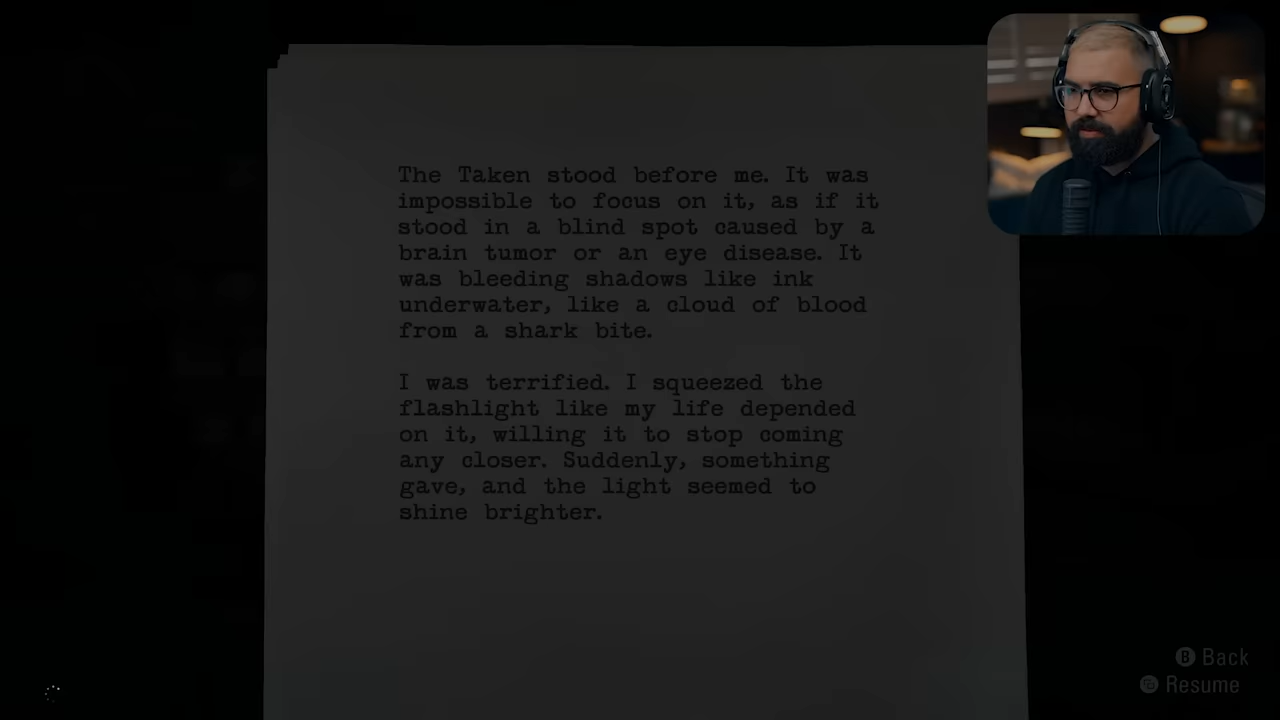 The Taken stood before me. It was
impossible to focus on it, as if it
stood in a blind spot caused by a
brain tumor or an eye disease. It
was bleeding shadows like ink
underwater, like a cloud of blood
from a shark bite.
I was terrified. I squeezed the
flashlight like my life depended
on it, willing it to stop coming
any closer. Suddenly, something
gave, and the light seemed to
shine brighter.
B Back
Resume